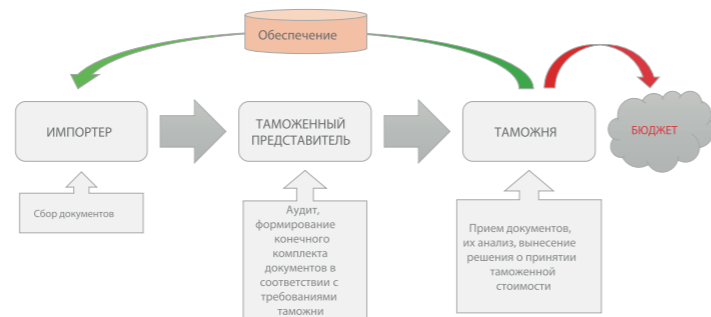 Обеспечение
ИМПОРТЕР
ТАМОЖЕННЫЙ
ПРЕДСТАВИТЕЛЬ
ТАМОЖНЯ
БЮДЖЕТ
Сбор документов
Аудит,
формирование
конечного
комплекта
документов в
соответствии с
требованиями
таможни
Прием документов,
их анализ, вынесение
решения о принятии
таможенной
стоимости